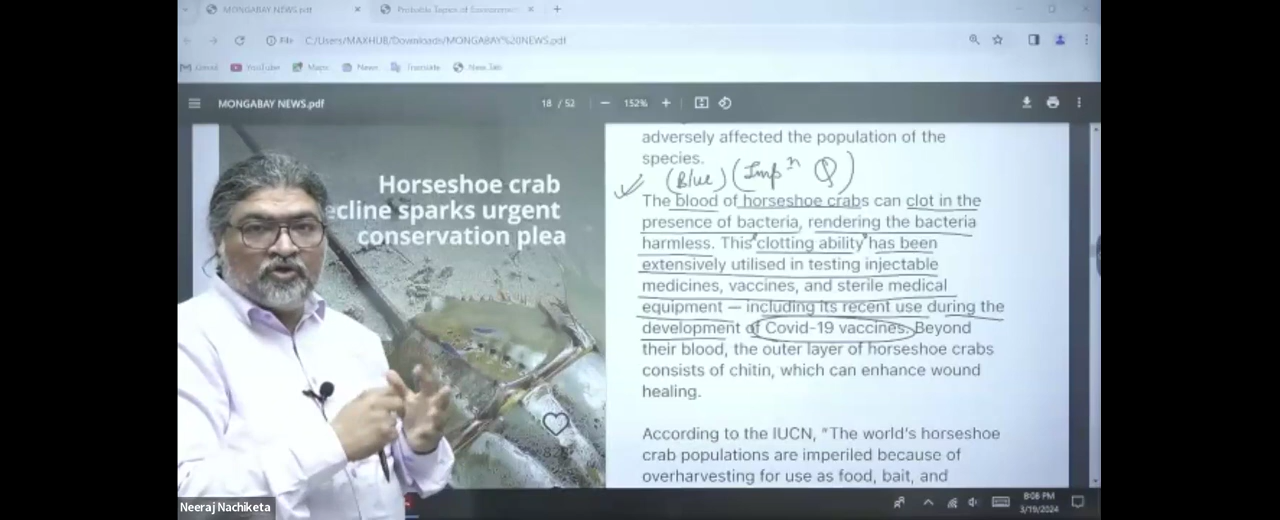 MONGABAY NEWS.pdf
Probable Topics of Environment
File C:/Users/MAXHUB/Downloads/MONGABAY%20NEWS.pdf
Gmail YouTube Maps News Translate New Tab
MONGABAY NEWS.pdf 18 / 52 152%
Horseshoe crab
ecline sparks urgent
conservation plea
adversely affected the population of the
species.
(Blue) (Impn Q)
The blood of horseshoe crabs can clot in the
presence of bacteria, rendering the bacteria
harmless. This clotting ability has been
extensively utilised in testing injectable
medicines, vaccines, and sterile medical
equipment — including its recent use during the
development of Covid-19 vaccines. Beyond
their blood, the outer layer of horseshoe crabs
consists of chitin, which can enhance wound
healing.
According to the IUCN, “The world's horseshoe
crab populations are imperiled because of
overharvesting for use as food, bait, and
Neeraj Nachiketa
8:08 PM
3/19/2024